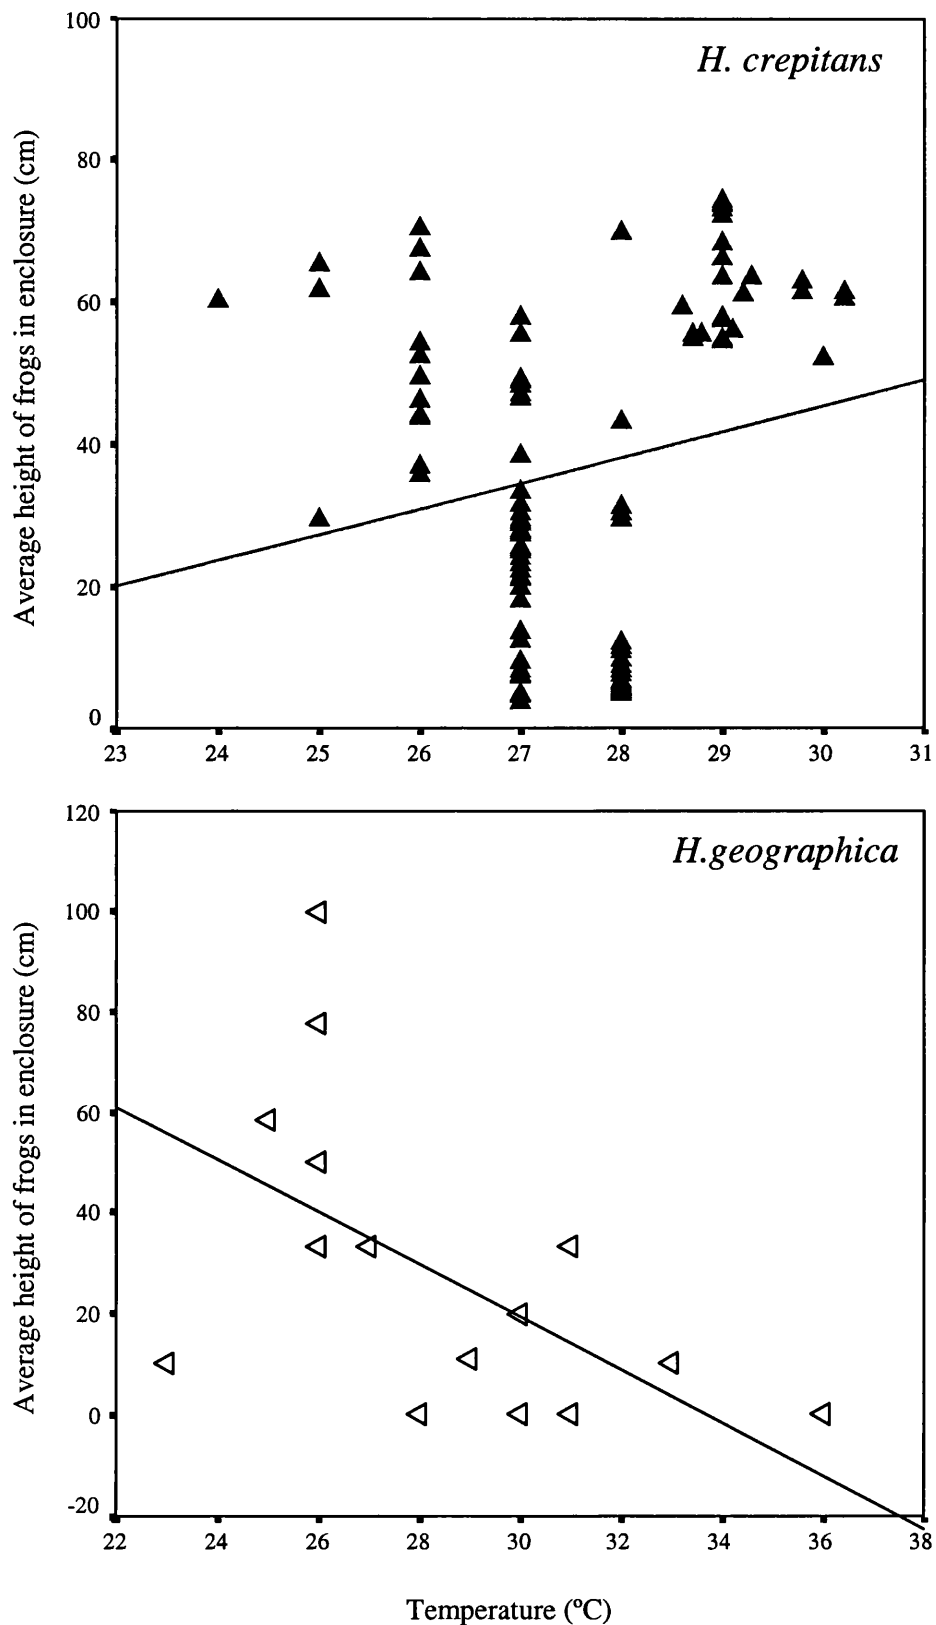 100
H. crepitans
80
60
40
20
0
Average height of frogs in enclosure (cm)
23 24 25 26 27 28 29 30 31
120
H.geographica
100
80
60
40
20
0
-20
Average height of frogs in enclosure (cm)
22 24 26 28 30 32 34 36 38
Temperature (ºC)